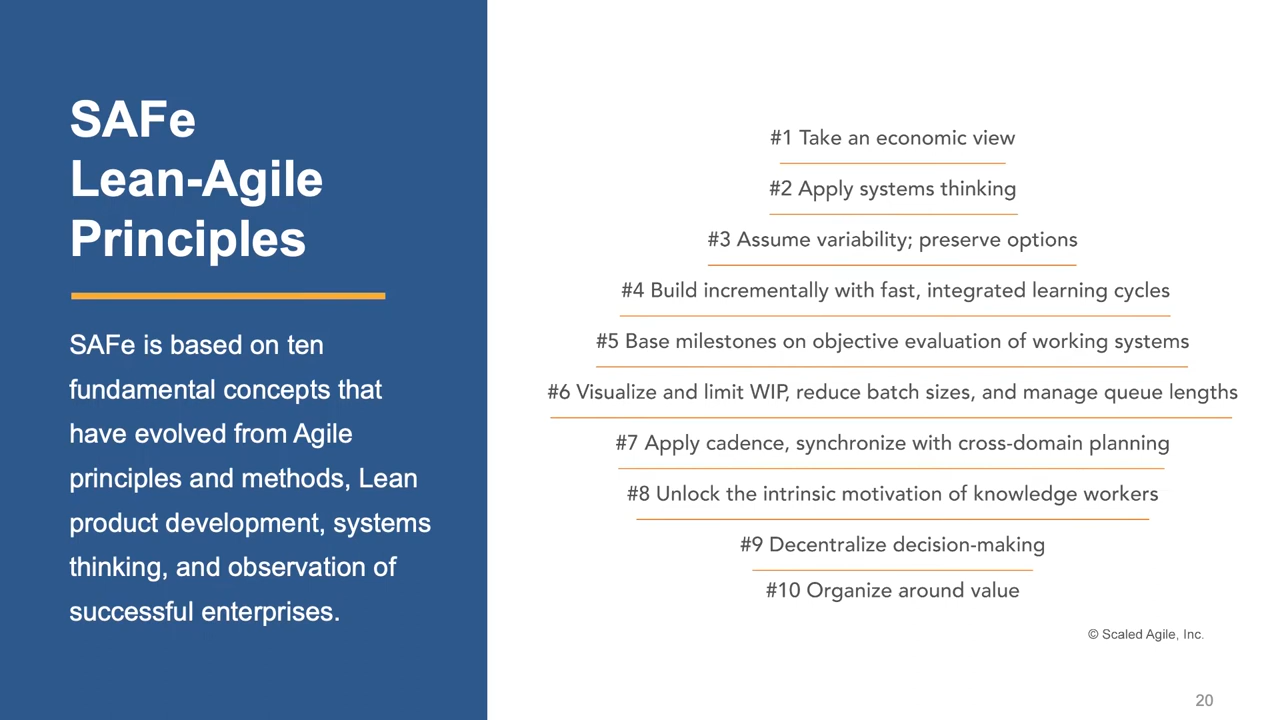 SAFe
Lean-Agile
Principles
SAFe is based on ten
fundamental concepts that
have evolved from Agile
principles and methods, Lean
product development, systems
thinking, and observation of
successful enterprises.
#1 Take an economic view
#2 Apply systems thinking
#3 Assume variability; preserve options
#4 Build incrementally with fast, integrated learning cycles
#5 Base milestones on objective evaluation of working systems
#6 Visualize and limit WIP, reduce batch sizes, and manage queue lengths
#7 Apply cadence, synchronize with cross-domain planning
#8 Unlock the intrinsic motivation of knowledge workers
#9 Decentralize decision-making
#10 Organize around value
© Scaled Agile, Inc.
20